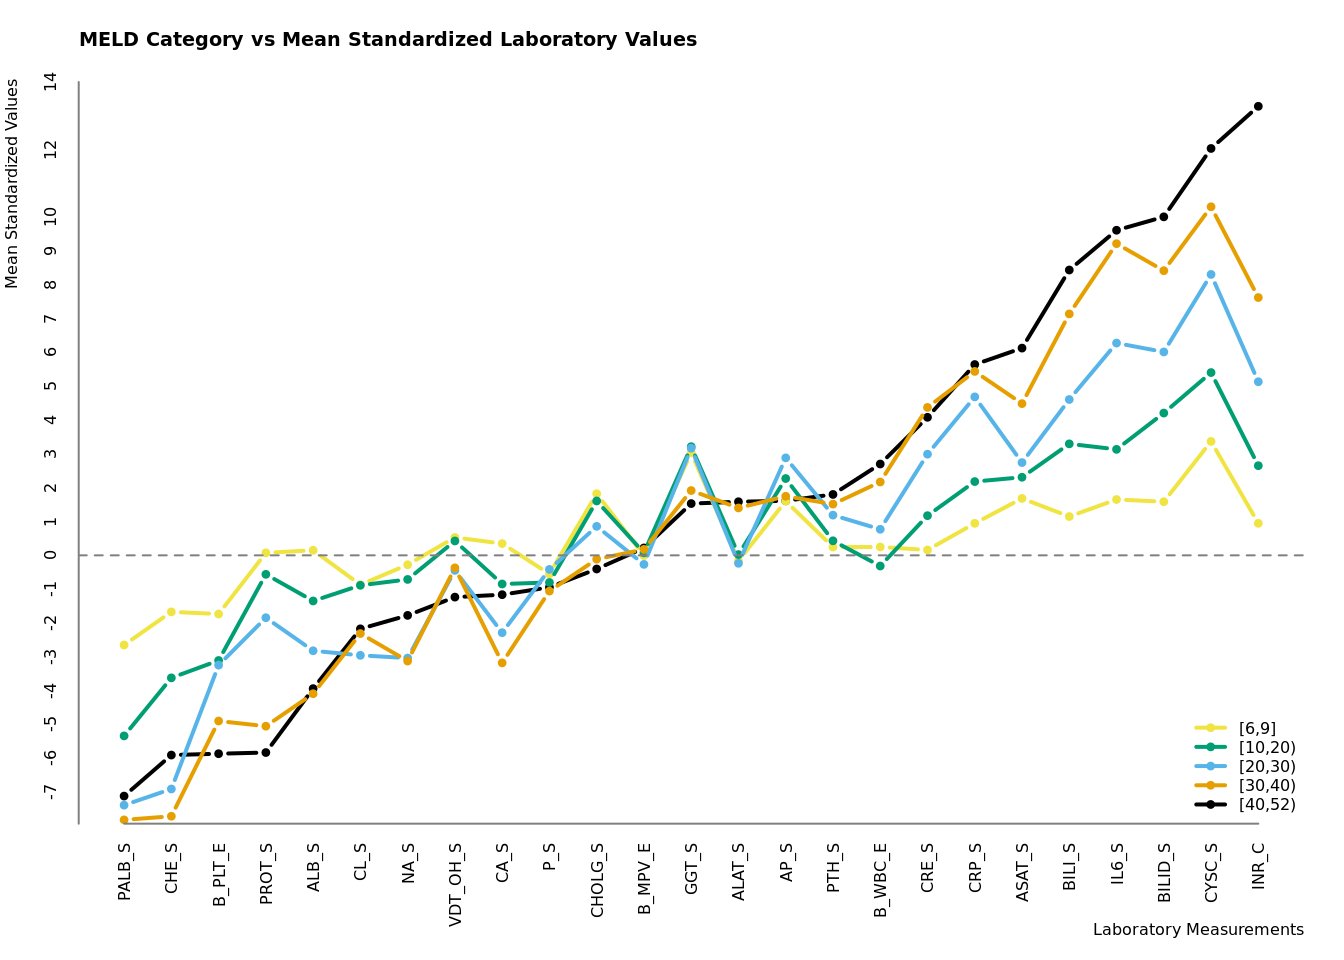 MELD Category vs Mean Standardized Laboratory Values
Mean Standardized Values
14
12
10
9
8
7
6
5
4
3
2
1
0
-1
-2
-3
-4
-5
-6
-7
[6,9]
[10,20)
[20,30)
[30,40)
[40,52)
PALB_S
CHE_S
B_PLT_E
PROT_S
ALB_S
CL_S
NA_S
VDT_OH_S
CA_S
P_S
CHOLG_S
B_MPV_E
GGT_S
ALAT_S
AP_S
PTH_S
B_WBC_E
CRE_S
CRP_S
ASAT_S
BILI_S
IL6_S
BILID_S
CYSC_S
INR_C
Laboratory Measurements